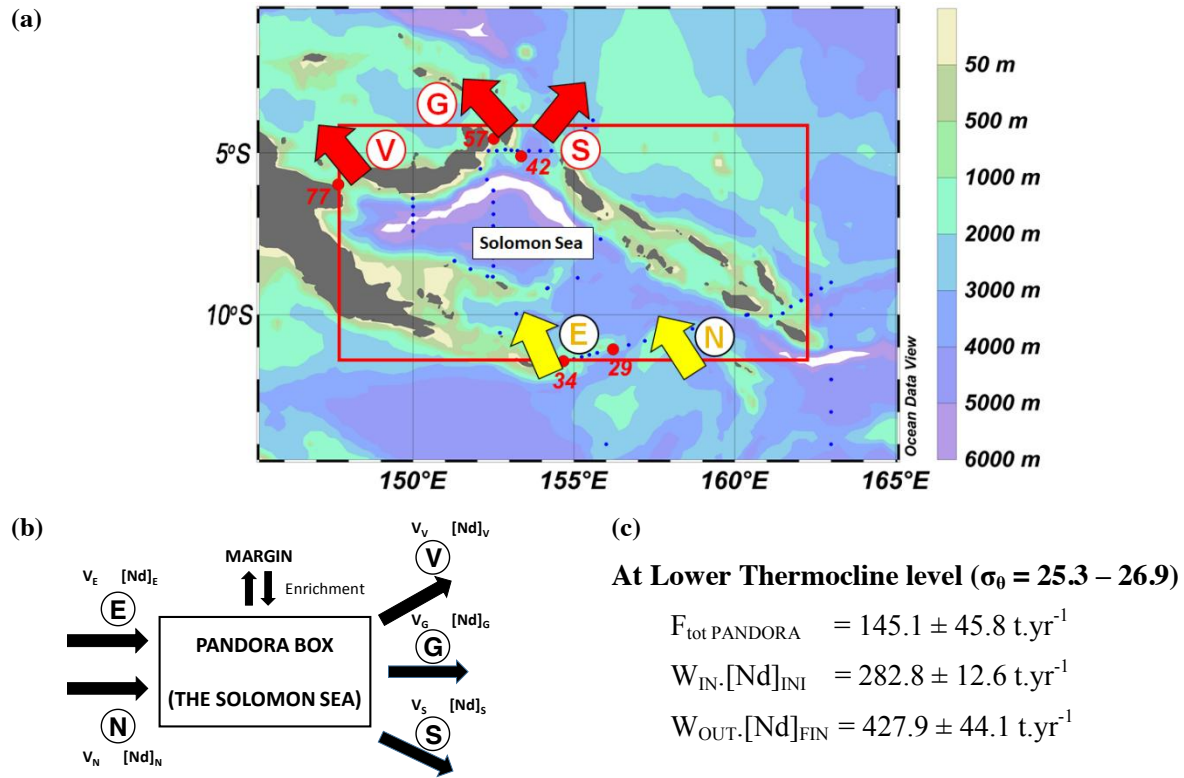 (a)
G
S
V
57
42
77
Solomon Sea
E
N
34
29
5°S
10°S
150°E
155°E
160°E
165°E
Ocean Data View
50 m
500 m
1000 m
2000 m
3000 m
4000 m
5000 m
6000 m
(b)
V_E [Nd]_E
E
MARGIN
Enrichment
V_V [Nd]_V
V
PANDORA BOX
(THE SOLOMON SEA)
V_G [Nd]_G
G
N
V_N [Nd]_N
V_S [Nd]_S
S
(c)
At Lower Thermocline level (σ_θ = 25.3 – 26.9)
F_tot PANDORA = 145.1 ± 45.8 t.yr⁻¹
W_IN.[Nd]_INI = 282.8 ± 12.6 t.yr⁻¹
W_OUT.[Nd]_FIN = 427.9 ± 44.1 t.yr⁻¹